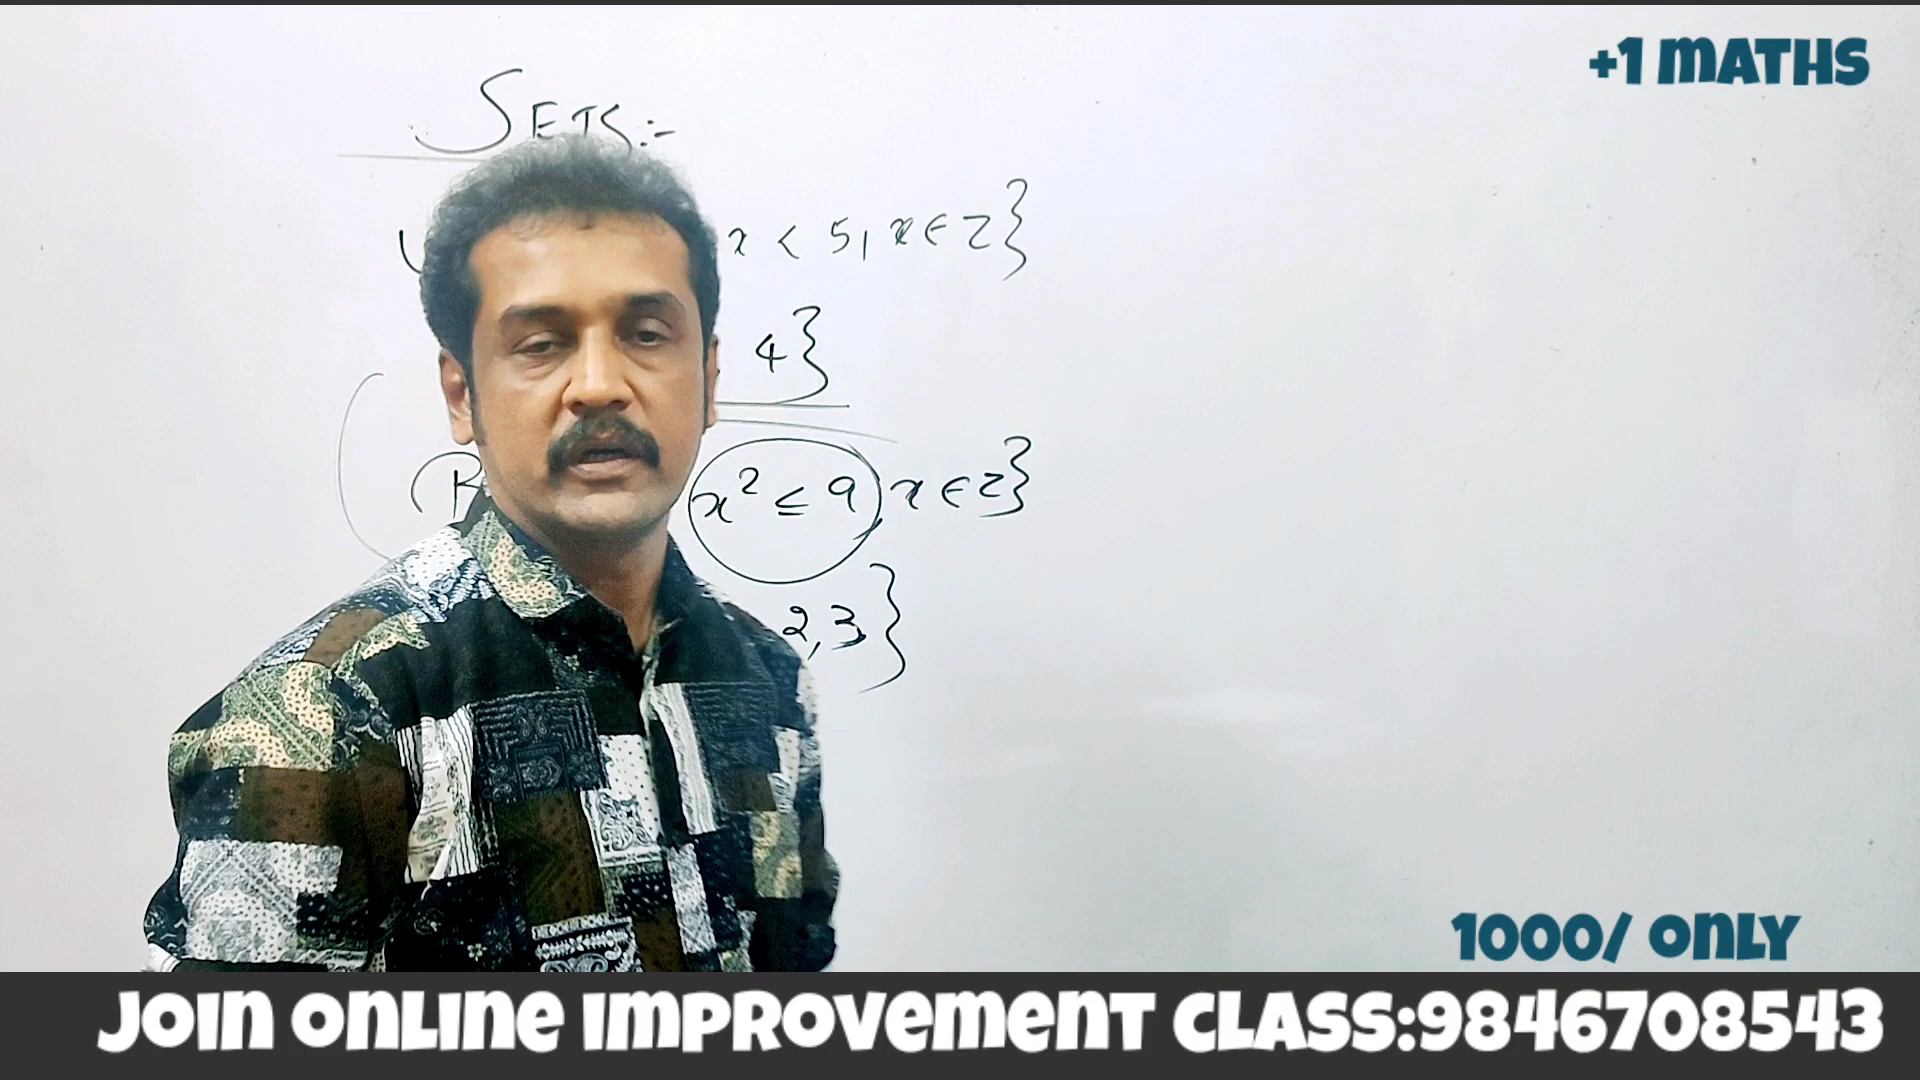 +1 MATHS
SETS:-
x < 5, x ∈ Z}
4}
B x² ≤ 9, x ∈ Z}
2,3}
1000/ ONLY
JOIN ONLINE IMPROVEMENT CLASS:9846708543